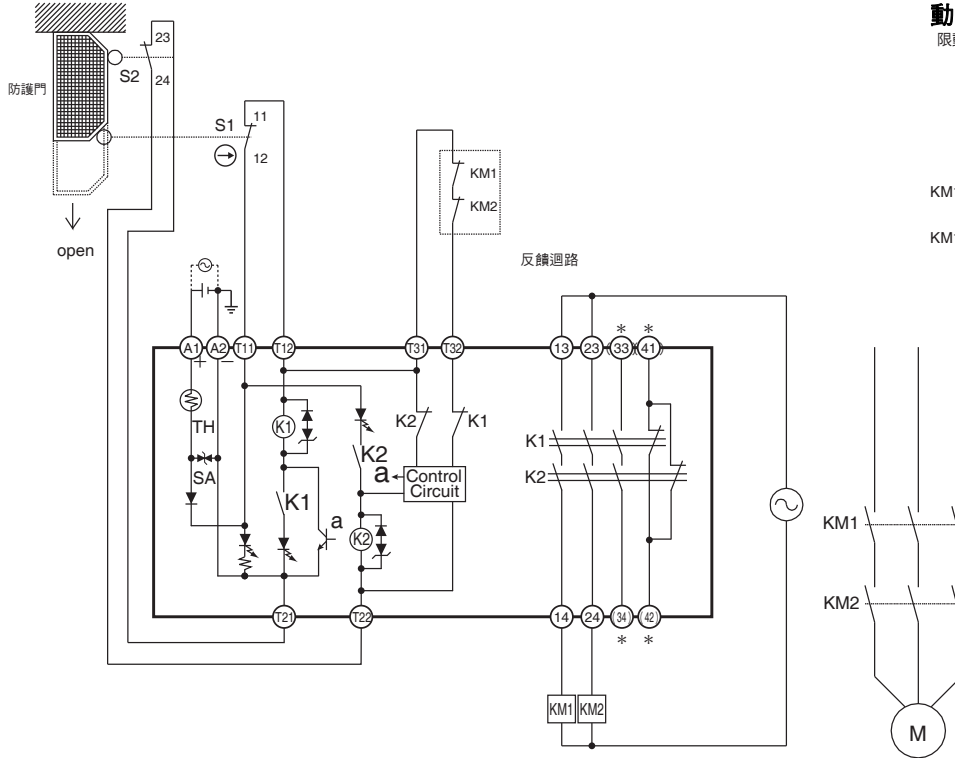 動
限動
23
S2
24
防護門
S1
11
12
open
KM1
KM2
反饋迴路
KM1
KM1
A1
A2
T11
T12
T31
T32
13
23
33
41
+
−
*
*
TH
SA
K1
K1
K2
a
K2
K2
K1
a
Control
Circuit
K1
K2
T21
T22
14
24
(34)
(42)
*
*
KM1
KM2
KM1
KM2
M